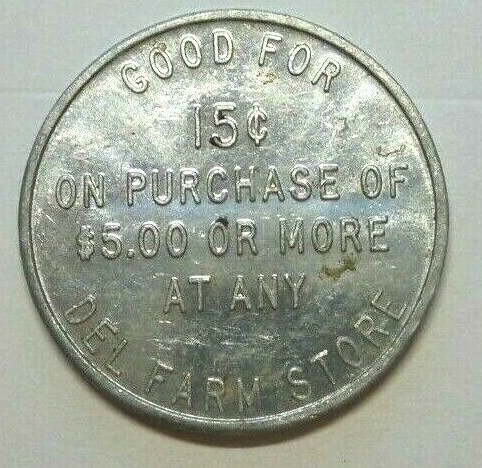 GOOD FOR
15¢
ON PURCHASE OF
$5.00 OR MORE
AT ANY
DEL FARM STORE